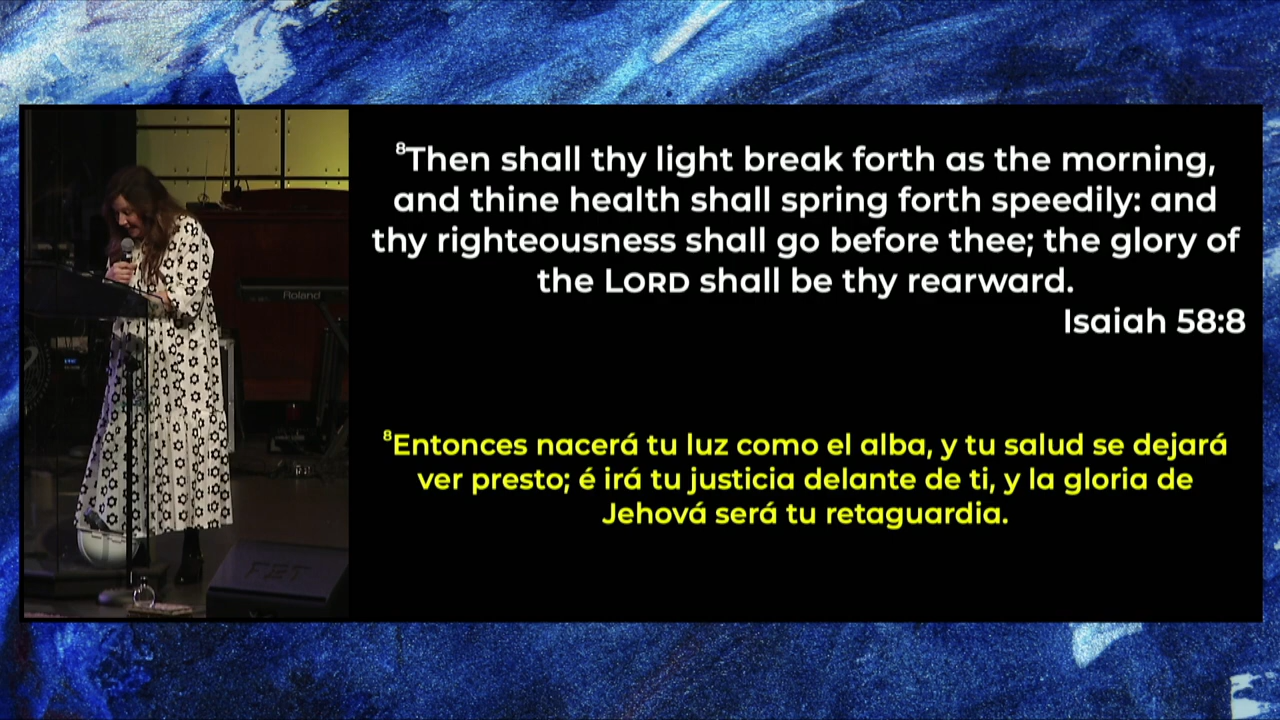 ⁸Then shall thy light break forth as the morning,
and thine health shall spring forth speedily: and
thy righteousness shall go before thee; the glory of
the LORD shall be thy rearward.
Isaiah 58:8
⁸Entonces nacerá tu luz como el alba, y tu salud se dejará
ver presto; é irá tu justicia delante de ti, y la gloria de
Jehová será tu retaguardia.
Roland
FET